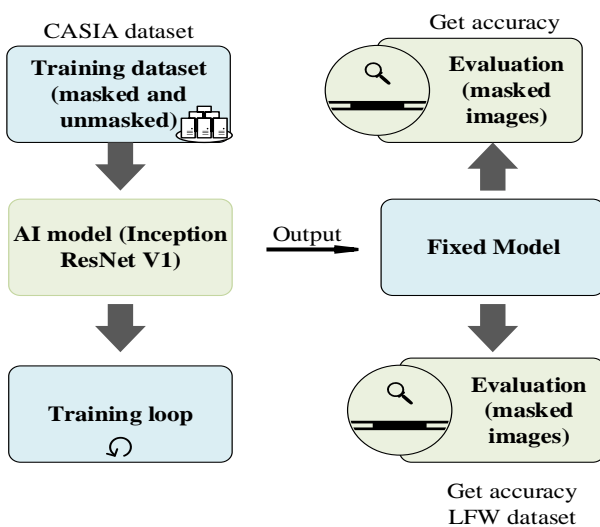 CASIA dataset
Training dataset
(masked and
unmasked)
AI model (Inception
ResNet V1)
Training loop
Output
Get accuracy
Evaluation
(masked
images)
Fixed Model
Evaluation
(masked
images)
Get accuracy
LFW dataset